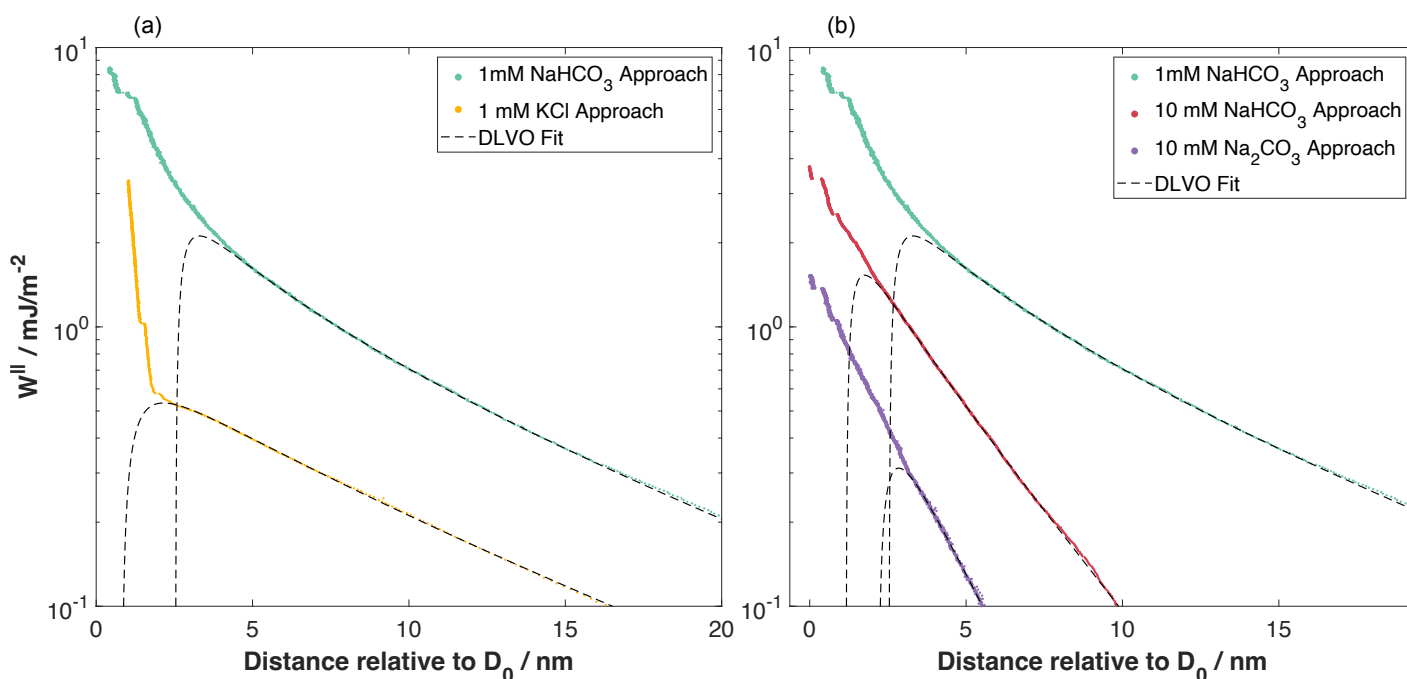 (a)
10¹
10⁰
10⁻¹
W^II / mJ/m⁻²
1mM NaHCO₃ Approach
1 mM KCl Approach
DLVO Fit
0 5 10 15 20
Distance relative to D₀ / nm
(b)
10¹
10⁰
10⁻¹
1mM NaHCO₃ Approach
10 mM NaHCO₃ Approach
10 mM Na₂CO₃ Approach
DLVO Fit
0 5 10 15
Distance relative to D₀ / nm